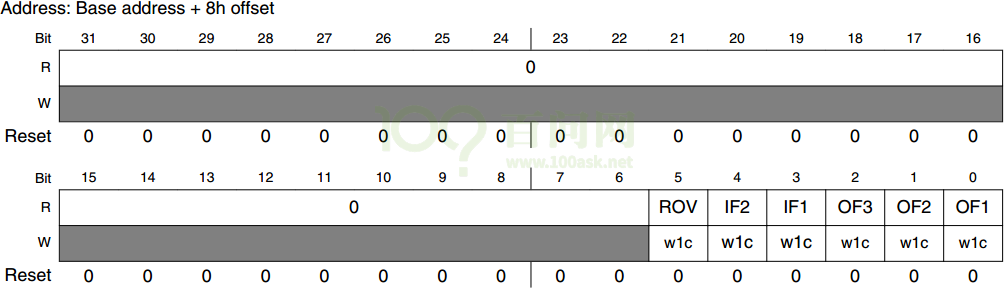 Address: Base address + 8h offset
Bit 31 30 29 28 27 26 25 24 23 22 21 20 19 18 17 16
R 0
W
Reset 0 0 0 0 0 0 0 0 0 0 0 0 0 0 0 0
百问网
www.100ask.net
Bit 15 14 13 12 11 10 9 8 7 6 5 4 3 2 1 0
R 0 ROV IF2 IF1 OF3 OF2 OF1
W w1c w1c w1c w1c w1c w1c
Reset 0 0 0 0 0 0 0 0 0 0 0 0 0 0 0 0